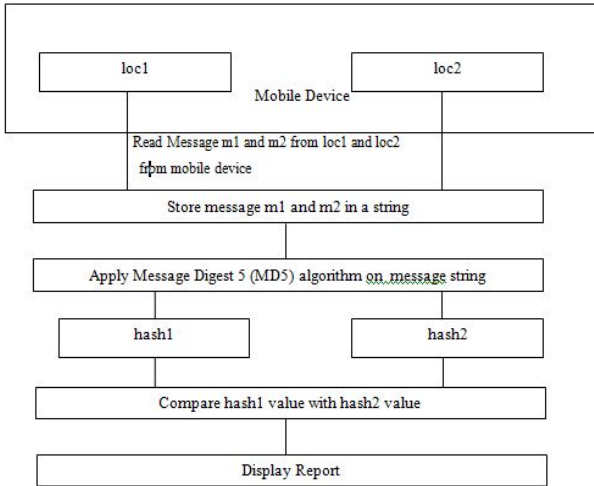 loc1
loc2
Mobile Device
Read Message m1 and m2 from loc1 and loc2
from mobile device
Store message m1 and m2 in a string
Apply Message Digest 5 (MD5) algorithm on message string
hash1
hash2
Compare hash1 value with hash2 value
Display Report